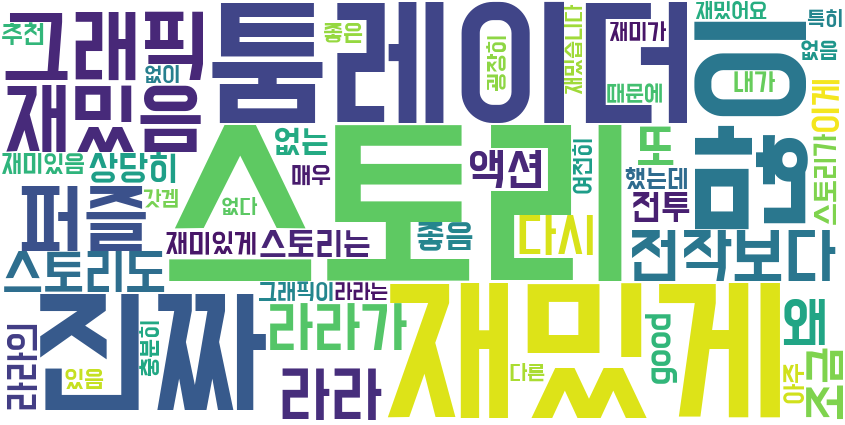 추천
그래픽
없이
툼레이더
좋은
굉장히
재밌습니다
재미가
때문에
재밌어요
특히
없음
내가
이런
재밌음
재미있음
상당히
없는
매우
액션
여전히
또
했는데
전투
스토리가
이게
퍼즐
갓겜
없다
스토리
좋음
다시
전작보다
스토리도
재미있게
스토리는
그래픽이
라라는
진짜
라라가
재밌게
왜
라라의
충분히
있음
라라
다른
good
아주
조금